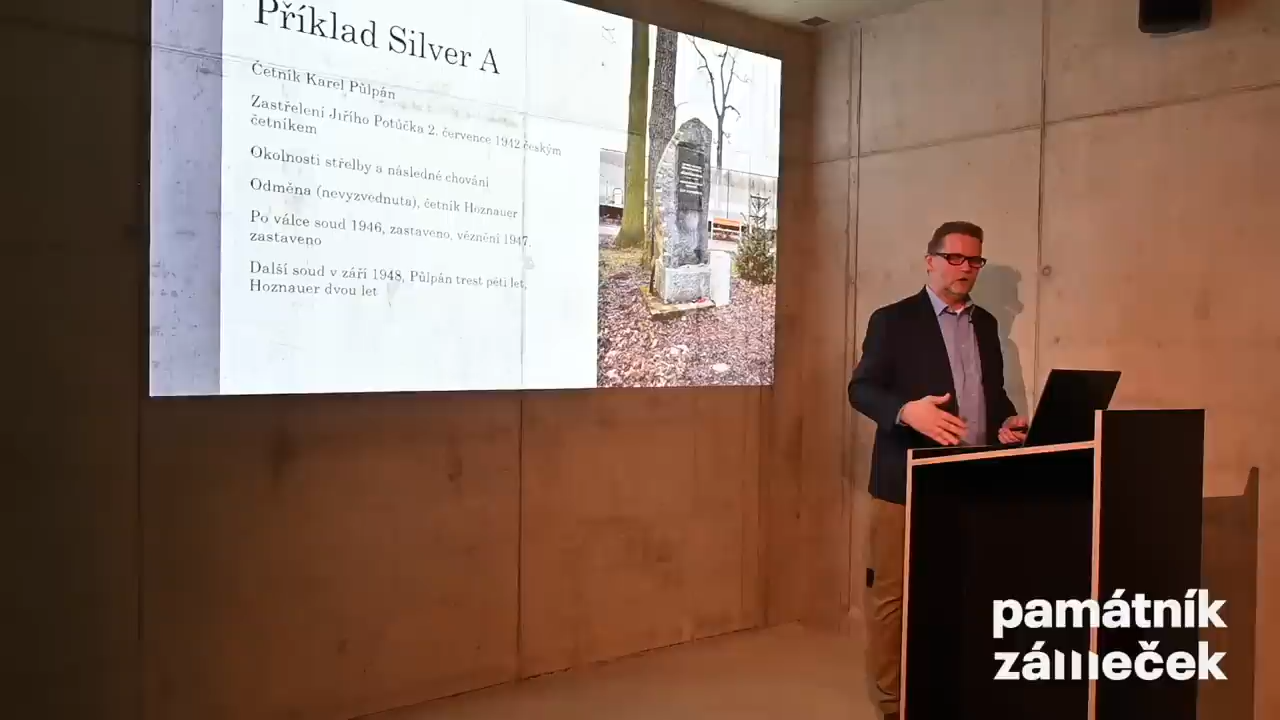 Příklad Silver A
Četník Karel Půlpán
Zastřelení Jiřího Potůčka 2. července 1942 českým
četníkem
Okolnosti střelby a následné chování
Odměna (nevyzvednuta), četník Hoznauer
Po válce soud 1946, zastaveno, věznění 1947,
zastaveno
Další soud v září 1948, Půlpán trest pěti let,
Hoznauer dvou let
památník
zámeček